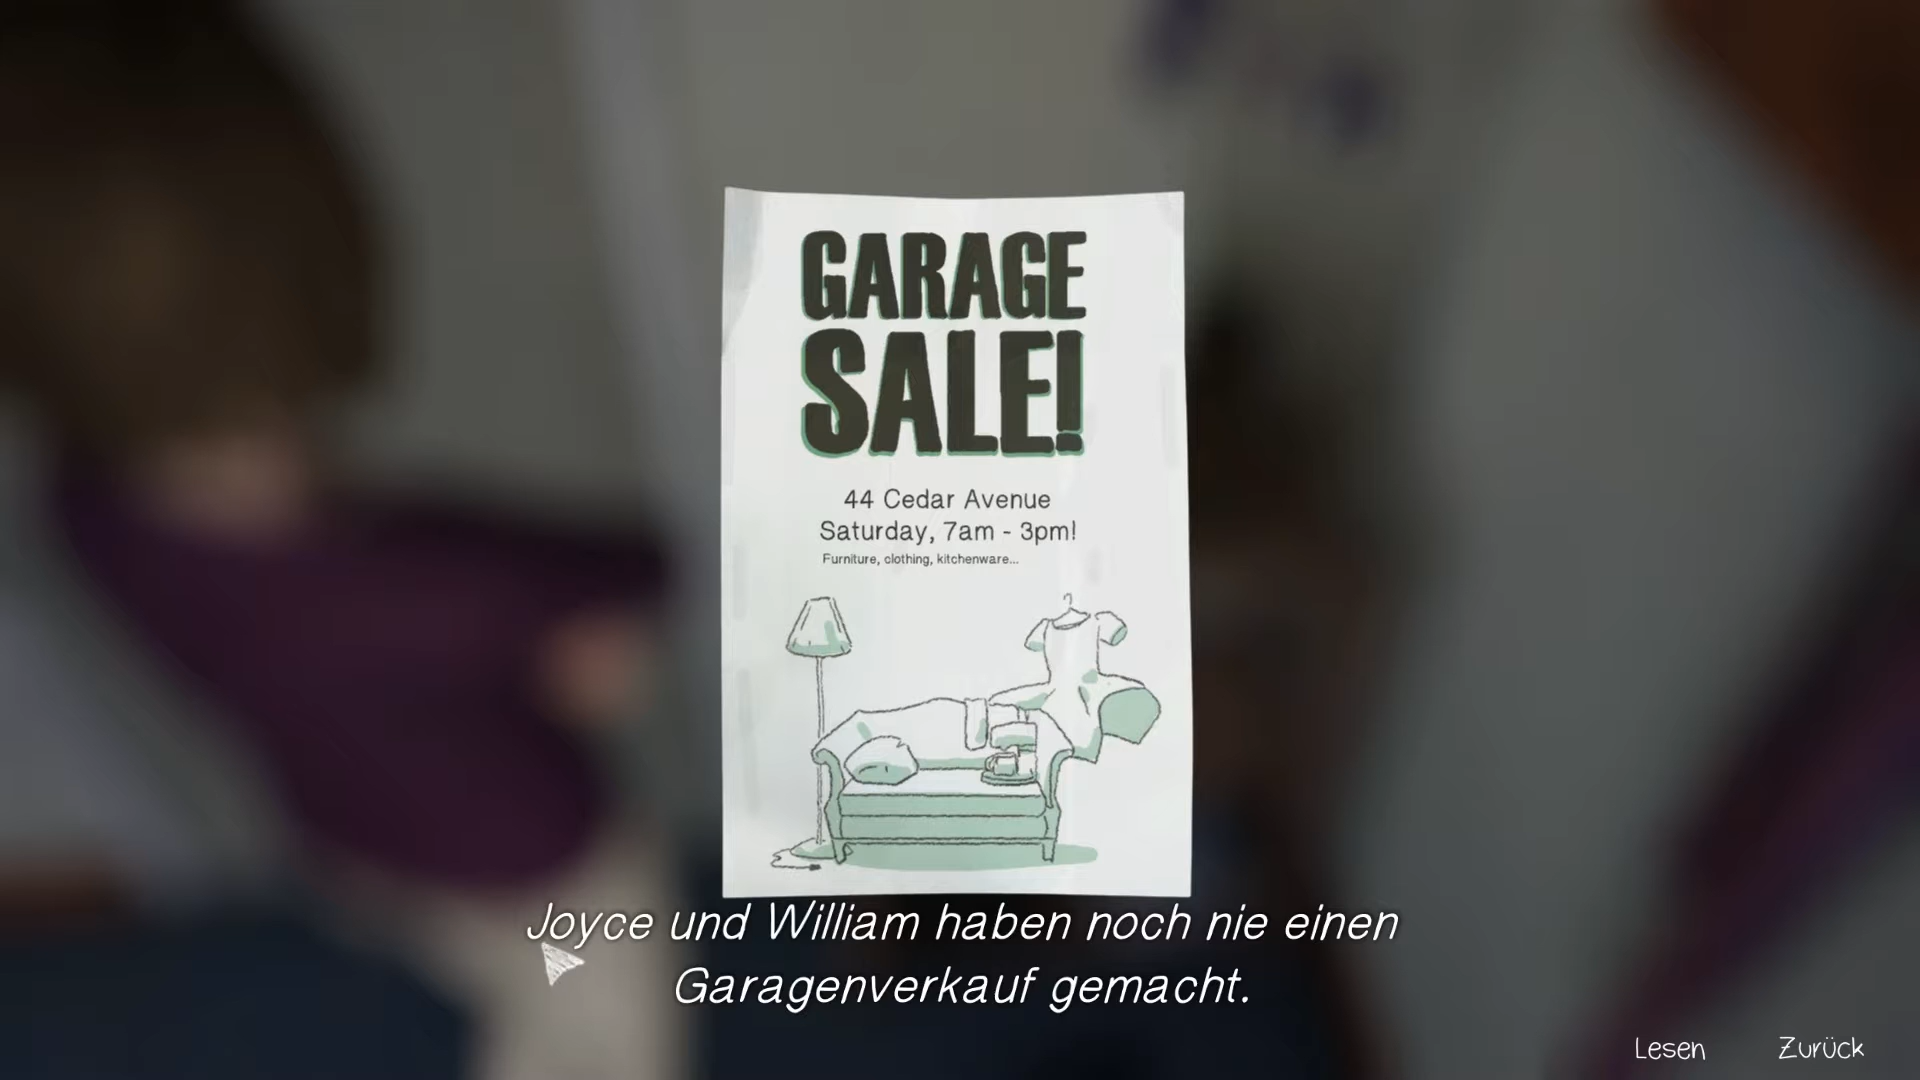 GARAGE
SALE!
44 Cedar Avenue
Saturday, 7am - 3pm!
Furniture, clothing, kitchenware...
Joyce und William haben noch nie einen
Garagenverkauf gemacht.
Lesen
Zurück